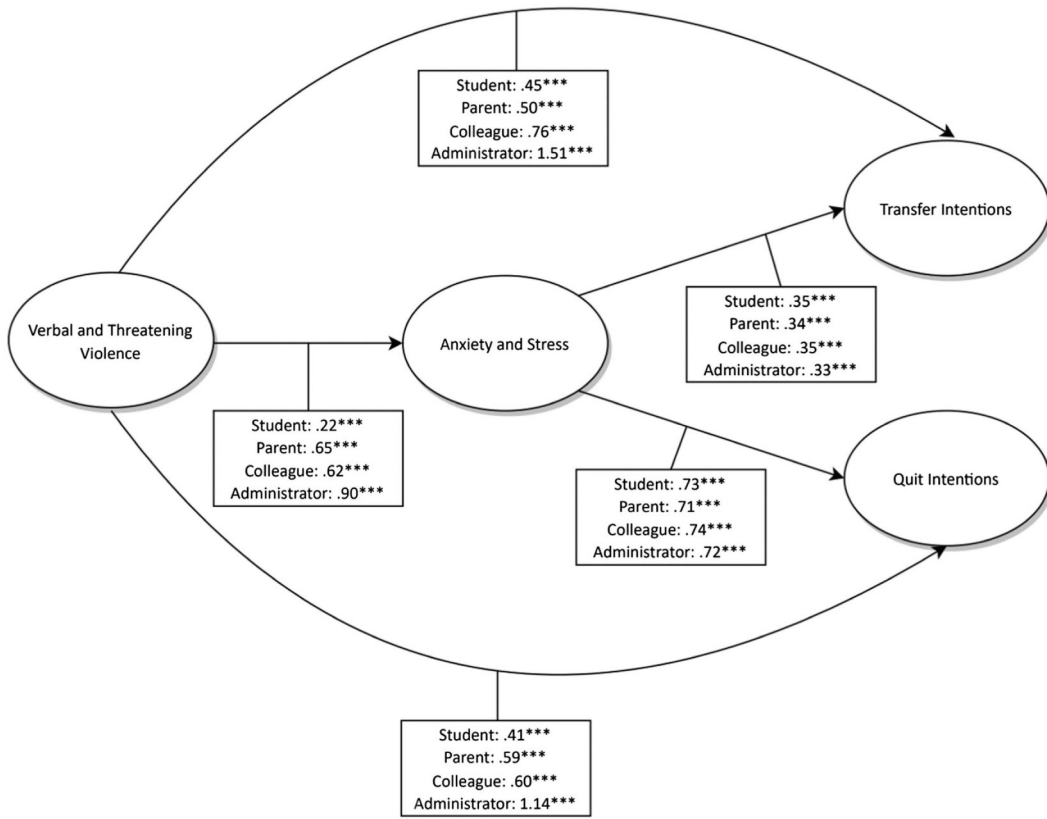 Student: .45***
Parent: .50***
Colleague: .76***
Administrator: 1.51***
Transfer Intentions
Verbal and Threatening
Violence
Anxiety and Stress
Student: .35***
Parent: .34***
Colleague: .35***
Administrator: .33***
Student: .22***
Parent: .65***
Colleague: .62***
Administrator: .90***
Student: .73***
Parent: .71***
Colleague: .74***
Administrator: .72***
Quit Intentions
Student: .41***
Parent: .59***
Colleague: .60***
Administrator: 1.14***